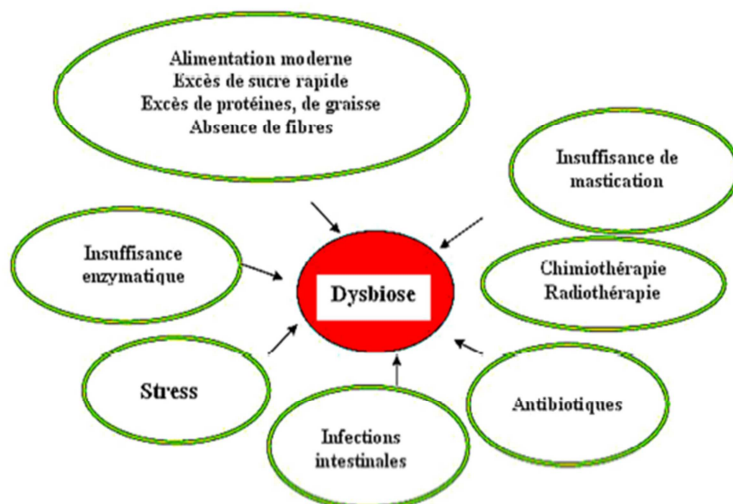 Alimentation moderne
Excès de sucre rapide
Excès de protéines, de graisse
Absence de fibres
Insuffisance de
mastication
Insuffisance
enzymatique
Dysbiose
Chimiothérapie
Radiothérapie
Stress
Antibiotiques
Infections
intestinales